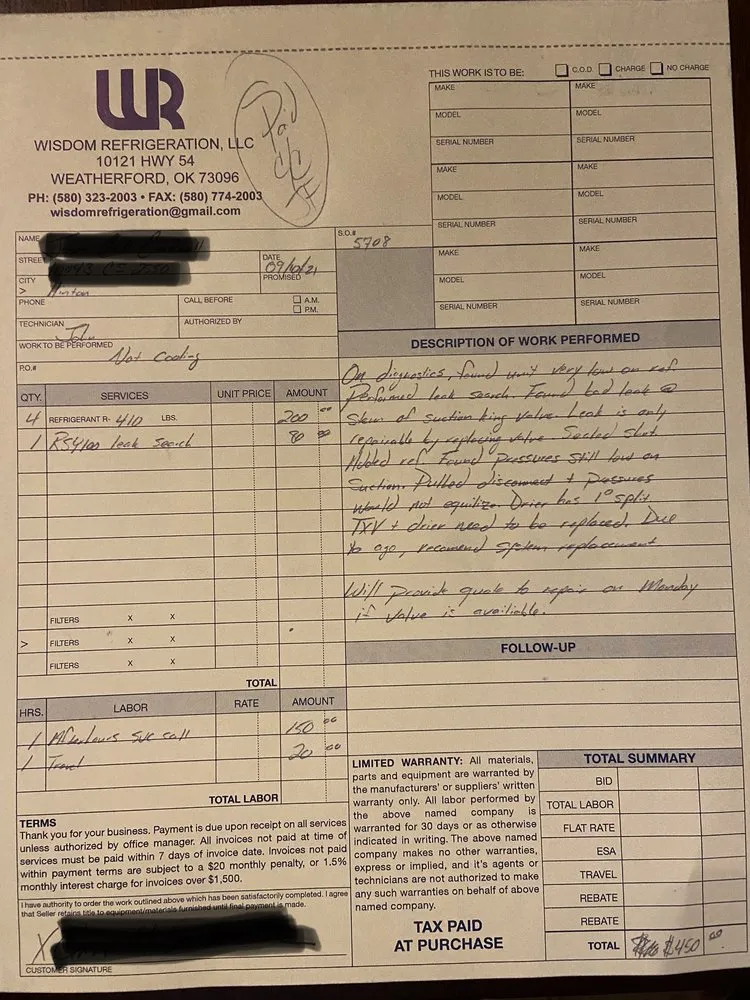 WR
WISDOM REFRIGERATION, LLC
10121 HWY 54
WEATHERFORD, OK 73096
PH: (580) 323-2003 • FAX: (580) 774-2003
wisdomrefrigeration@gmail.com
Paid
THIS WORK IS TO BE: C.O.D CHARGE NO CHARGE
MAKE MAKE
MODEL MODEL
SERIAL NUMBER SERIAL NUMBER
MAKE MAKE
MODEL MODEL
SERIAL NUMBER SERIAL NUMBER
MAKE MAKE
MODEL MODEL
SERIAL NUMBER SERIAL NUMBER
NAME
S.O.# 5708
STREET
DATE 09/10/21
PROMISED
CITY Hinton
>
PHONE
CALL BEFORE A.M.
P.M.
TECHNICIAN John
AUTHORIZED BY
WORK TO BE PERFORMED Not Cooling
P.O.#
QTY. SERVICES UNIT PRICE AMOUNT
4 REFRIGERANT R- 410 LBS. 200 00
1 leak search 80 00
FILTERS X X
> FILTERS X X
FILTERS X X
TOTAL
HRS. LABOR RATE AMOUNT
1 Afterhours svc call 150 00
1 Travel 20 00
TOTAL LABOR
DESCRIPTION OF WORK PERFORMED
On diagnostics, found unit very low on ref.
Performed leak search. Found bad leak @
Stem of suction king valve. Leak is only
repairable by replacing valve. Sealed shut
Added ref. Found pressures still low on
Suction. Pulled disconnect + pressures
would not equilize. Drier has 1° split
TXV + drier need to be replaced. Due
to age, recomend system replacement
Will provide quote to repair on Monday
if valve is availiable.
FOLLOW-UP
TERMS
Thank you for your business. Payment is due upon receipt on all services
unless authorized by office manager. All invoices not paid at time of
services must be paid within 7 days of invoice date. Invoices not paid
within payment terms are subject to a $20 monthly penalty, or 1.5%
monthly interest charge for invoices over $1,500.
I have authority to order the work outlined above which has been satisfactorily completed. I agree
that Seller retains title to equipment/materials furnished until final payment is made.
X
CUSTOMER SIGNATURE
LIMITED WARRANTY: All materials,
parts and equipment are warranted by
the manufacturers' or suppliers' written
warranty only. All labor performed by
the above named company is
warranted for 30 days or as otherwise
indicated in writing. The above named
company makes no other warranties,
express or implied, and it's agents or
technicians are not authorized to make
any such warranties on behalf of above
named company.
TAX PAID
AT PURCHASE
TOTAL SUMMARY
BID
TOTAL LABOR
FLAT RATE
ESA
TRAVEL
REBATE
REBATE
TOTAL $450 00